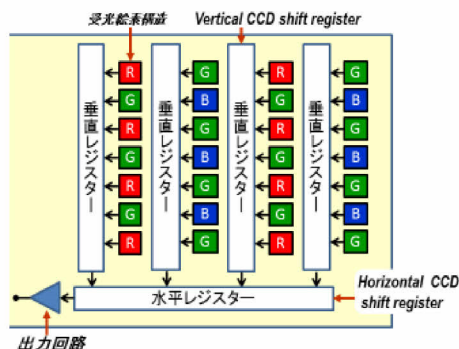 受光絵素構造
Vertical CCD shift register
垂直レジスター
垂直レジスター
垂直レジスター
垂直レジスター
R G R G
G B G B
R G R G
G B G B
R G R G
G B G B
R G R G
水平レジスター
Horizontal CCD
shift register
出力回路